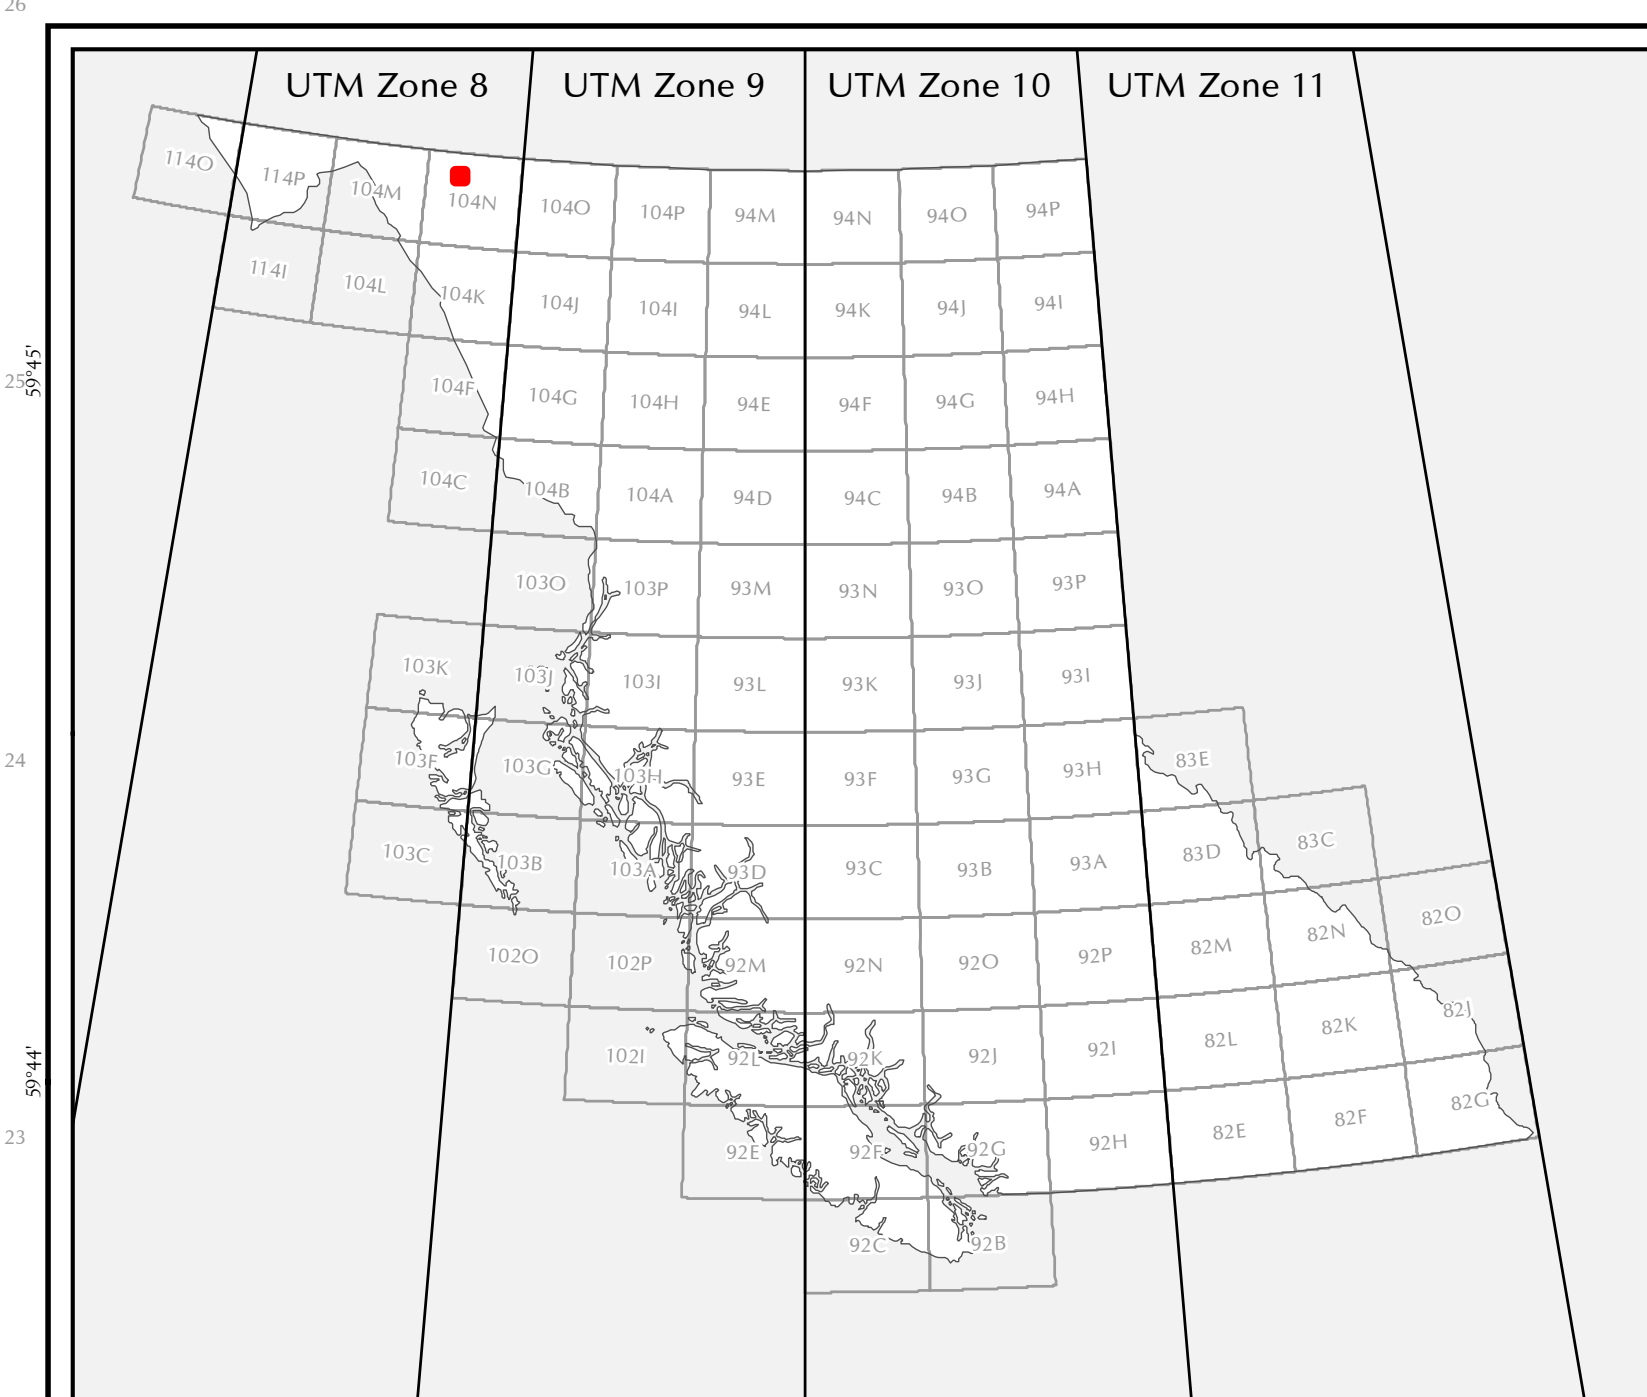 26
UTM Zone 8 UTM Zone 9 UTM Zone 10 UTM Zone 11
114O 114P 104M 104N 104O 104P 94M 94N 94O 94P
114I 104L 104K 104J 104I 94L 94K 94J 94I
25 59°45'
104F 104G 104H 94E 94F 94G 94H
104C 104B 104A 94D 94C 94B 94A
103O 103P 93M 93N 93O 93P
103K 103J 103I 93L 93K 93J 93I
24
103F 103G 103H 93E 93F 93G 93H 83E
103C 103B 103A 93D 93C 93B 93A 83D 83C
102O 102P 92M 92N 92O 92P 82M 82N 82O
59°44'
102I 92L 92K 92J 92I 82L 82K 82J
23
92E 92F 92G 92H 82E 82F 82G
92C 92B